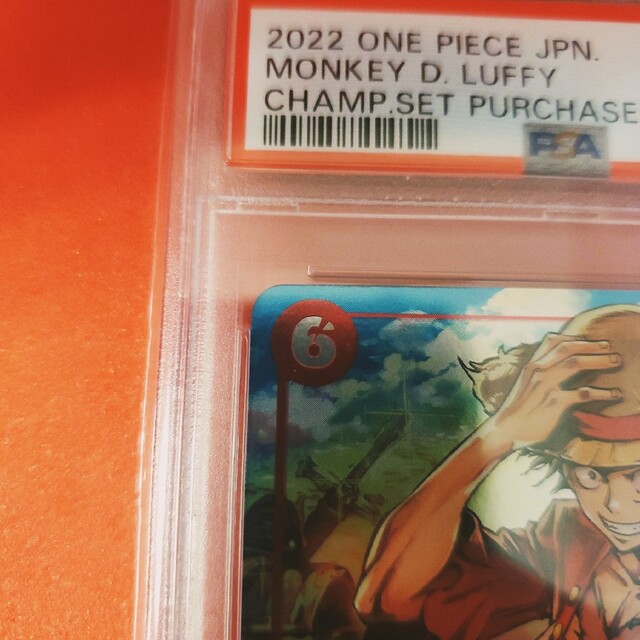 2022 ONE PIECE JPN.
MONKEY D. LUFFY
CHAMP.SET PURCHASE
PSA
6